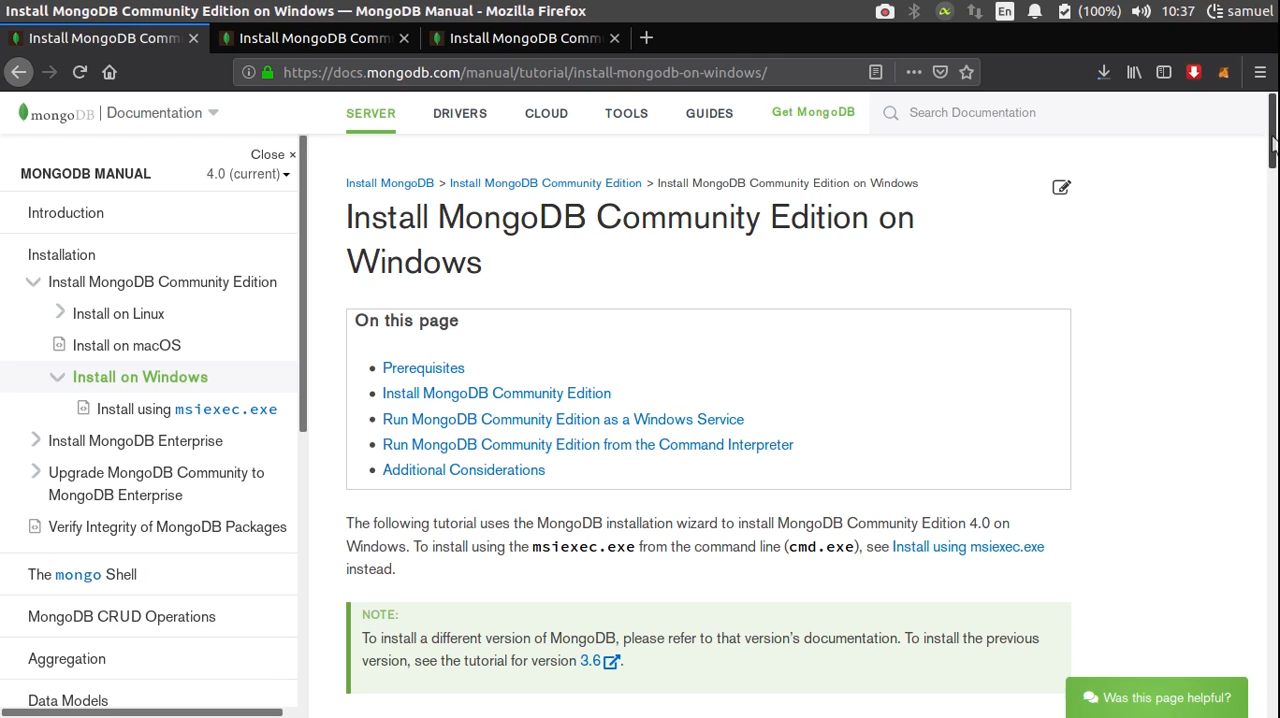 Install MongoDB Community Edition on Windows — MongoDB Manual - Mozilla Firefox
En (100%) 10:37 samuel
Install MongoDB Comm × Install MongoDB Comm × Install MongoDB Comm × +
https://docs.mongodb.com/manual/tutorial/install-mongodb-on-windows/
mongoDB | Documentation SERVER DRIVERS CLOUD TOOLS GUIDES Get MongoDB Search Documentation
Close ×
MONGODB MANUAL 4.0 (current)
Introduction
Installation
Install MongoDB Community Edition
Install on Linux
Install on macOS
Install on Windows
Install using msiexec.exe
Install MongoDB Enterprise
Upgrade MongoDB Community to
MongoDB Enterprise
Verify Integrity of MongoDB Packages
The mongo Shell
MongoDB CRUD Operations
Aggregation
Data Models
Install MongoDB > Install MongoDB Community Edition > Install MongoDB Community Edition on Windows
Install MongoDB Community Edition on
Windows
On this page
• Prerequisites
• Install MongoDB Community Edition
• Run MongoDB Community Edition as a Windows Service
• Run MongoDB Community Edition from the Command Interpreter
• Additional Considerations
The following tutorial uses the MongoDB installation wizard to install MongoDB Community Edition 4.0 on
Windows. To install using the msiexec.exe from the command line (cmd.exe), see Install using msiexec.exe
instead.
NOTE:
To install a different version of MongoDB, please refer to that version's documentation. To install the previous
version, see the tutorial for version 3.6.
Was this page helpful?